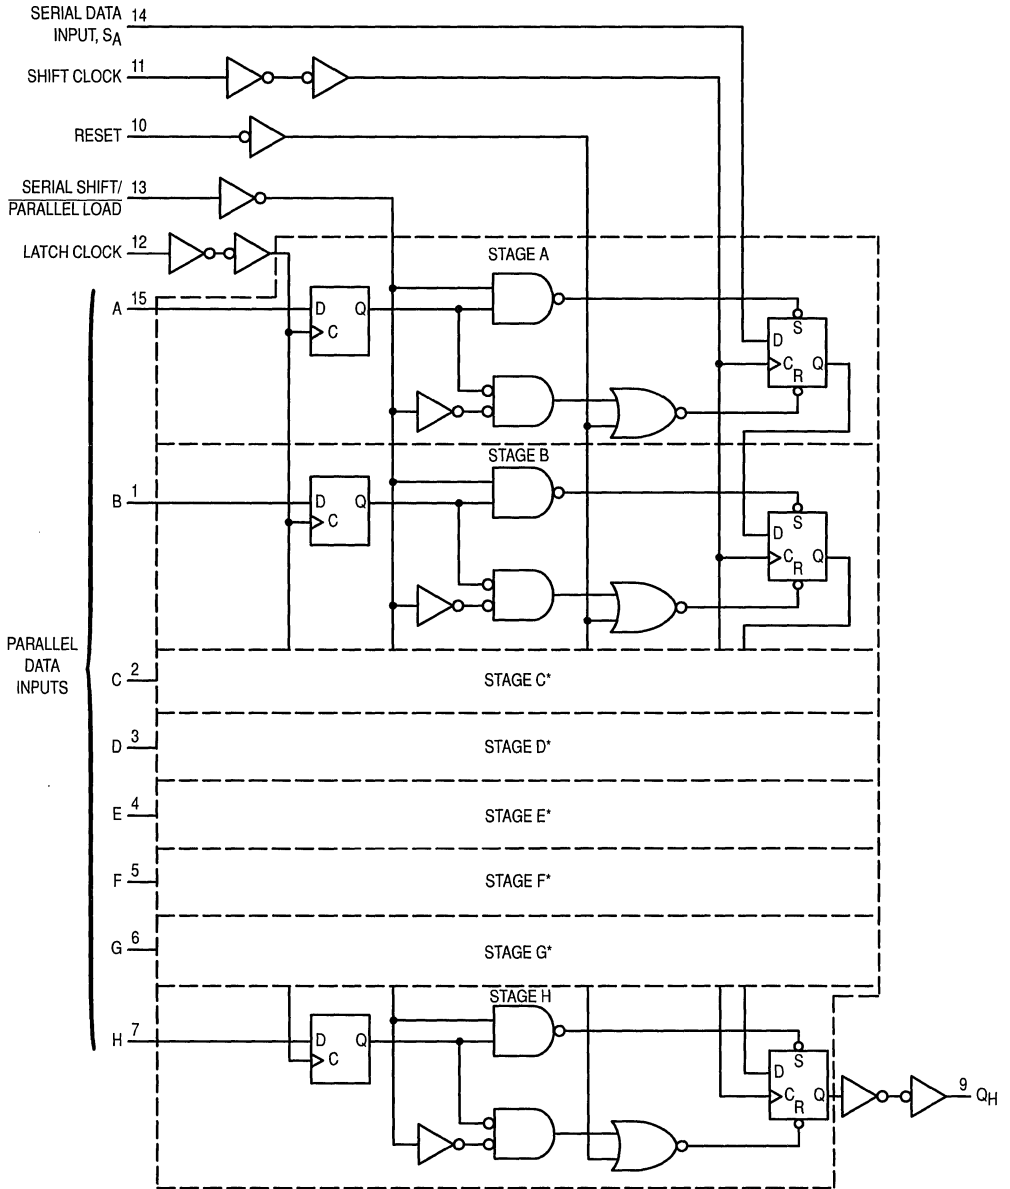 SERIAL DATA 14
INPUT, SA
SHIFT CLOCK 11
RESET 10
SERIAL SHIFT/ 13
PARALLEL LOAD
LATCH CLOCK 12
STAGE A
A 15
D Q
C
S
D
C Q
R
STAGE B
B 1
D Q
C
S
D
C Q
R
PARALLEL
DATA
INPUTS
C 2
STAGE C*
D 3
STAGE D*
E 4
STAGE E*
F 5
STAGE F*
G 6
STAGE G*
STAGE H
H 7
D Q
C
S
D
C Q
R
9 QH